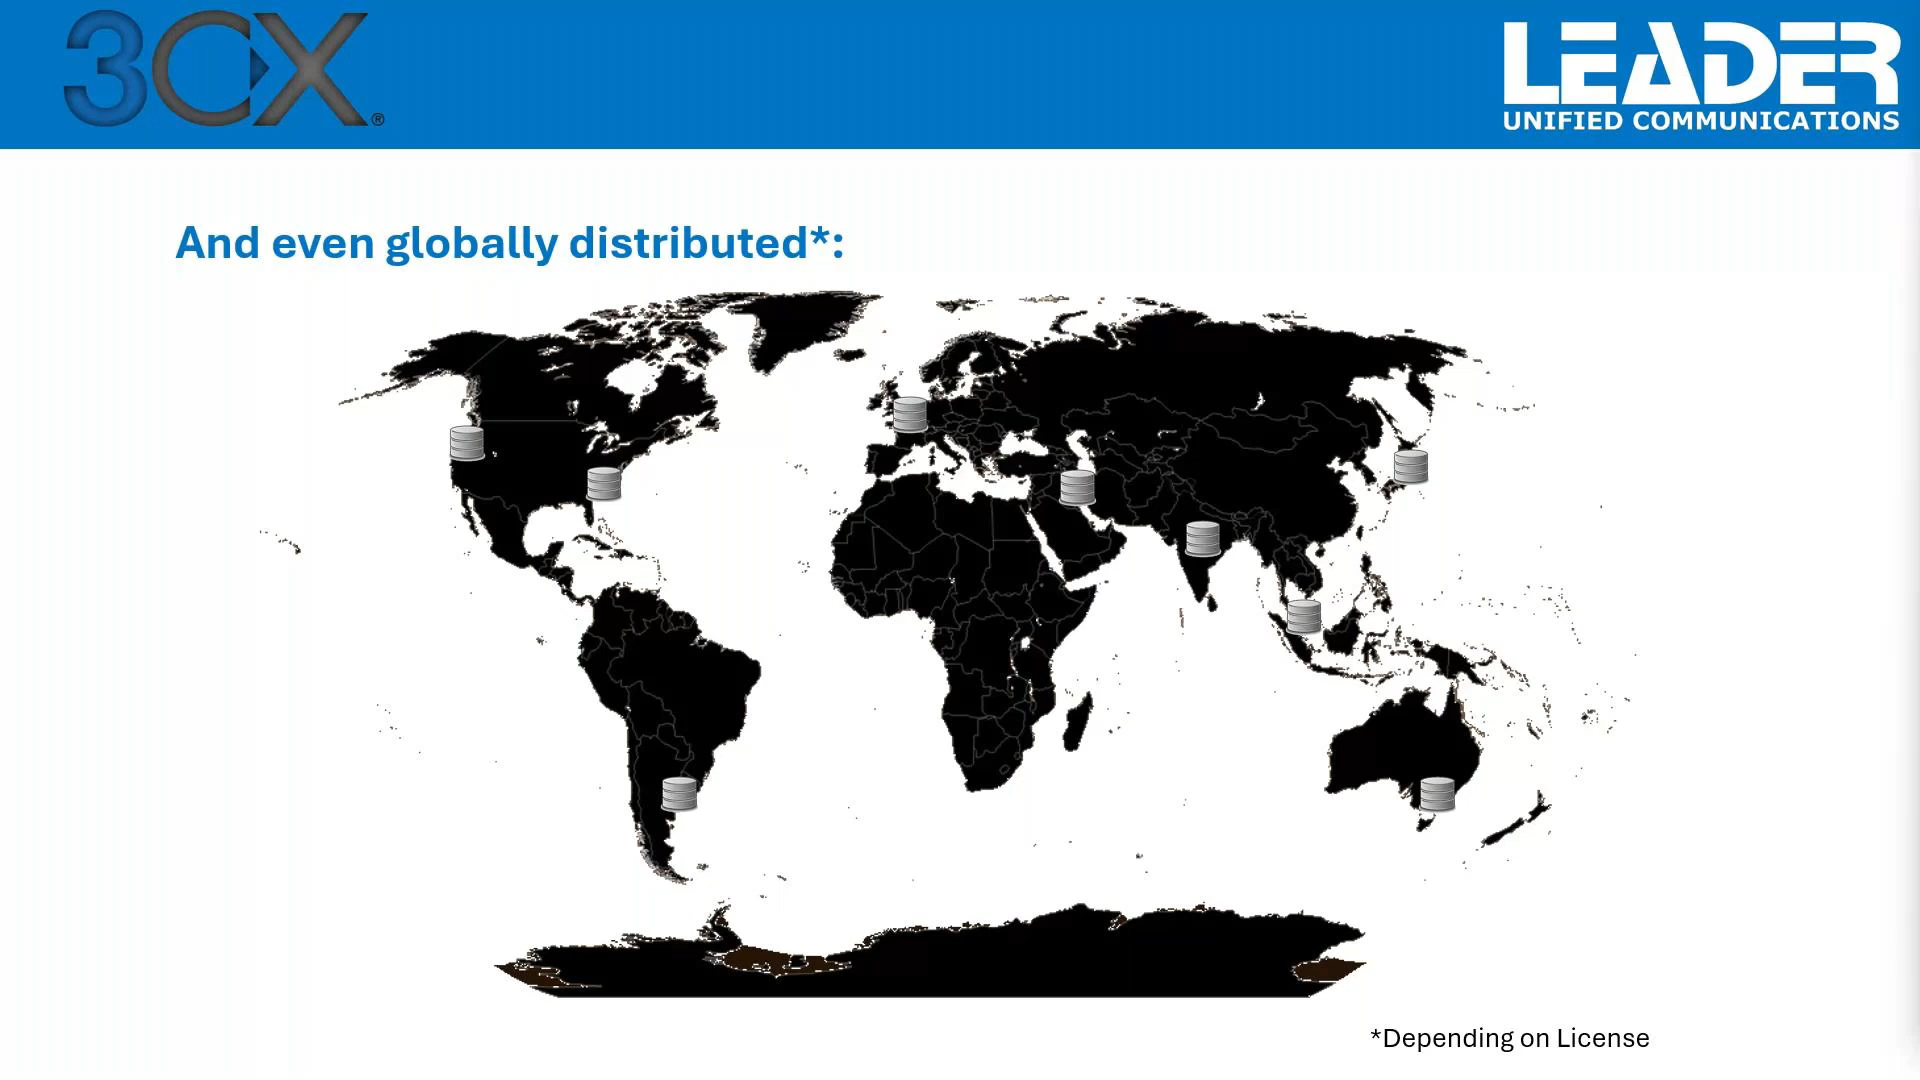 3CX®
LEADER
UNIFIED COMMUNICATIONS
And even globally distributed*:
*Depending on License